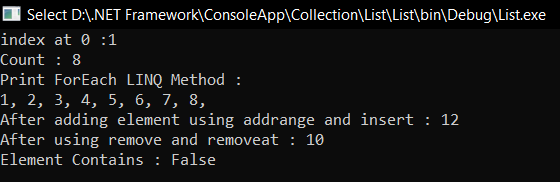 Select D:\.NET Framework\ConsoleApp\Collection\List\List\bin\Debug\List.exe
index at 0 :1
Count : 8
Print ForEach LINQ Method :
1, 2, 3, 4, 5, 6, 7, 8,
After adding element using addrange and insert : 12
After using remove and removeat : 10
Element Contains : False